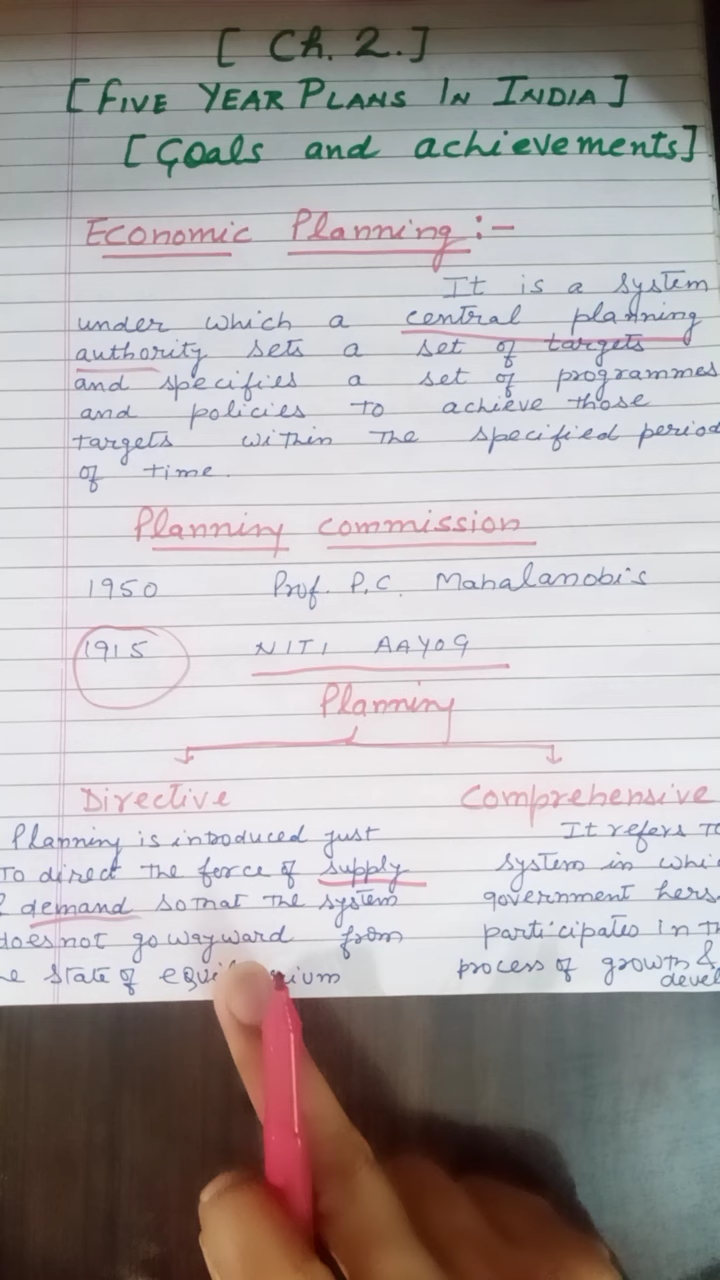 [ Ch. 2. ]
[ FIVE YEAR PLANS IN INDIA ]
[ Goals and achievements ]
Economic Planning :-
It is a system
under which a central planning
authority sets a set of targets
and specifies a set of programmes
and policies to achieve those
targets within the specified period
of time.
Planning commission
1950 Prof. P.C. Mahalanobis
1915 NITI AAYOG
Planning
Directive Comprehensive
Planning is introduced just
to direct the force of supply
& demand so that the system
does not go wayward from
state of
It refers to
system in
government
participates in
process of growth &